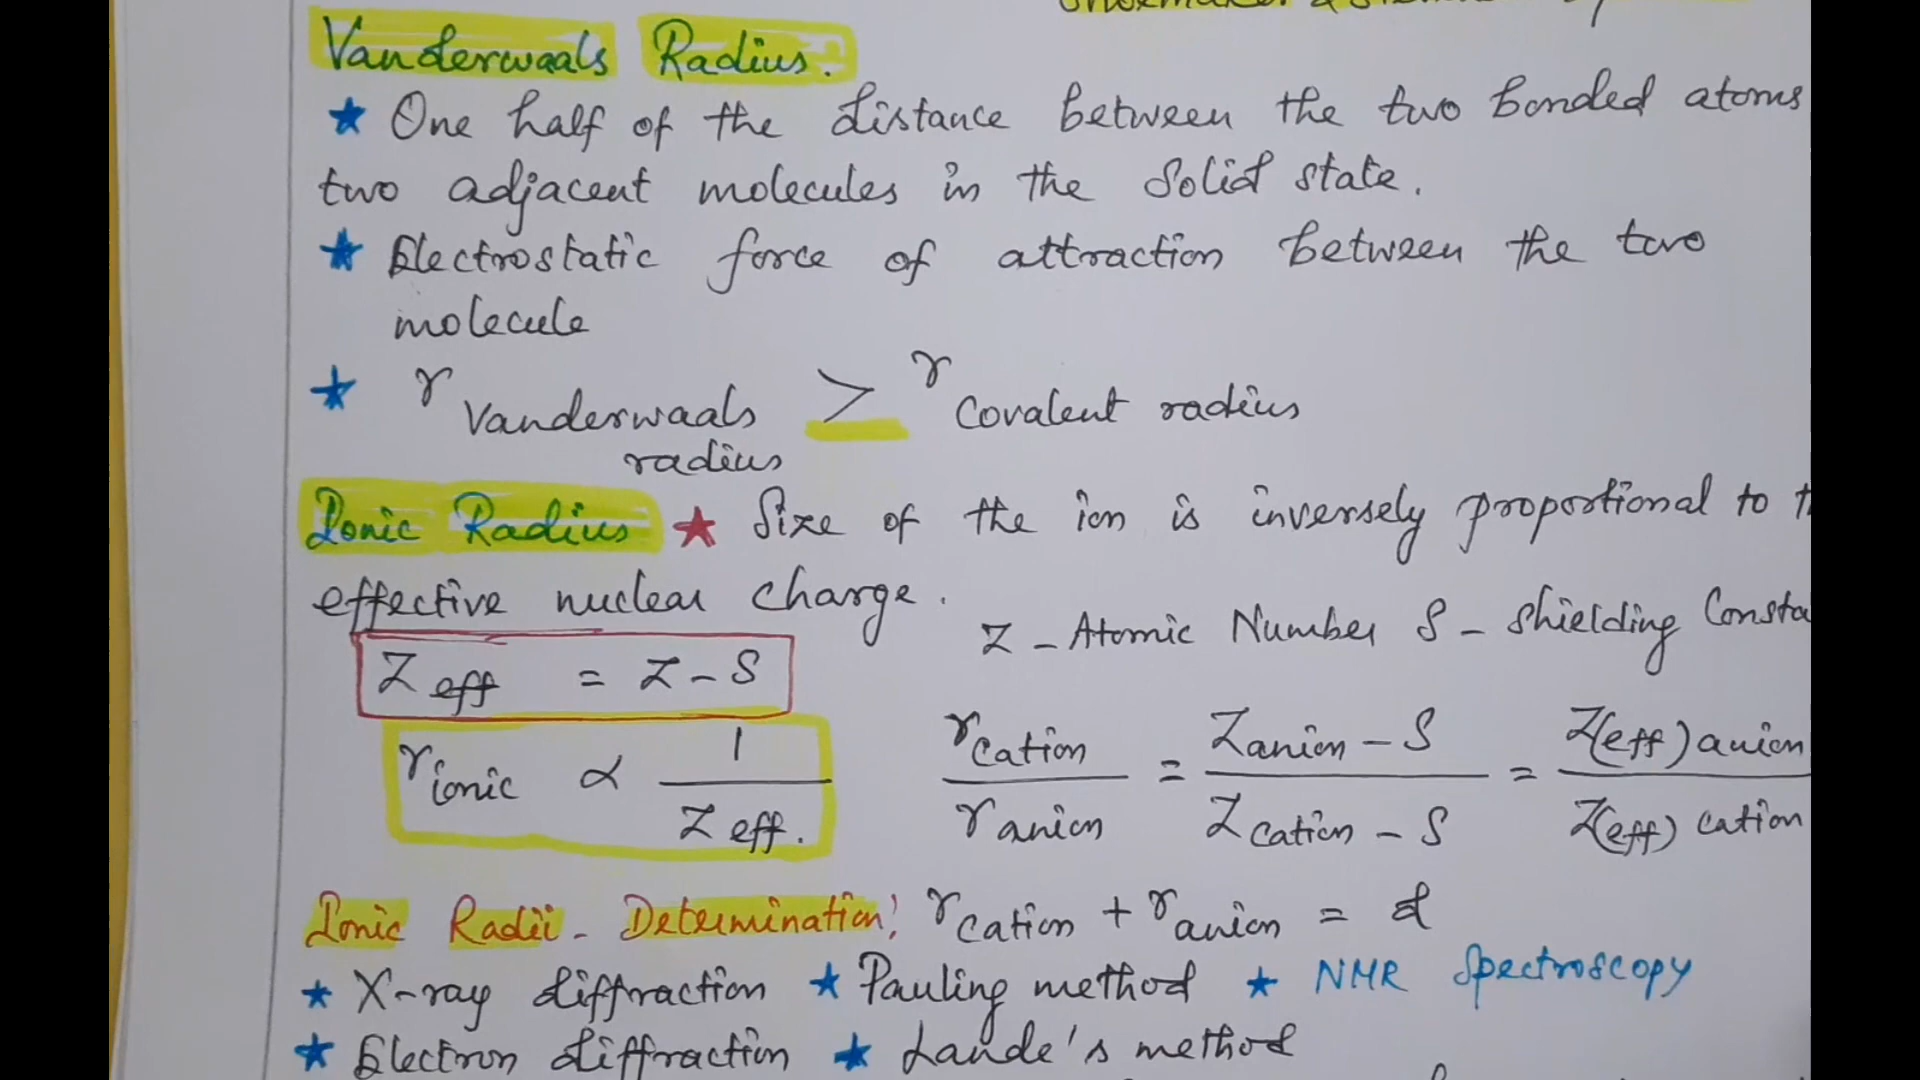 Vanderwaals Radius.
★ One half of the distance between the two bonded atoms
two adjacent molecules in the solid state.
★ Electrostatic force of attraction between the two
molecule
★ r Vanderwaals radius > r Covalent radius
Ionic Radius ★ Size of the ion is inversely proportional to
effective nuclear charge.
Z - Atomic Number S - Shielding Consta
Z eff = Z - S
r ionic ∝ 1 / Z eff.
r cation / r anion = Z anion - S / Z cation - S = Z(eff) anion / Z(eff) cation
Ionic Radii - Determination: r cation + r anion = d
★ X-ray diffraction ★ Pauling method ★ NMR Spectroscopy
★ Electron diffraction ★ Lande's method